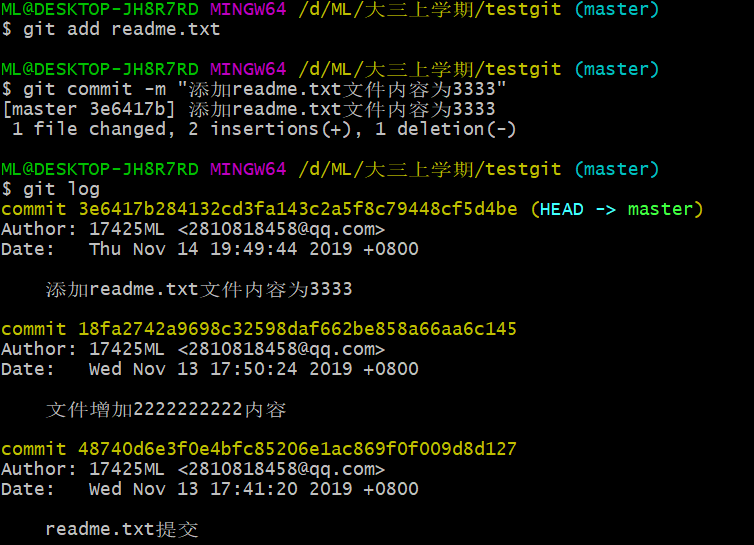 ML@DESKTOP-JH8R7RD MINGW64 /d/ML/大三上学期/testgit (master)
$ git add readme.txt
ML@DESKTOP-JH8R7RD MINGW64 /d/ML/大三上学期/testgit (master)
$ git commit -m "添加readme.txt文件内容为3333"
[master 3e6417b] 添加readme.txt文件内容为3333
1 file changed, 2 insertions(+), 1 deletion(-)
ML@DESKTOP-JH8R7RD MINGW64 /d/ML/大三上学期/testgit (master)
$ git log
commit 3e6417b284132cd3fa143c2a5f8c79448cf5d4be (HEAD -> master)
Author: 17425ML <2810818458@qq.com>
Date:   Thu Nov 14 19:49:44 2019 +0800
添加readme.txt文件内容为3333
commit 18fa2742a9698c32598daf662be858a66aa6c145
Author: 17425ML <2810818458@qq.com>
Date:   Wed Nov 13 17:50:24 2019 +0800
文件增加2222222222内容
commit 48740d6e3f0e4bfc85206e1ac869f0f009d8d127
Author: 17425ML <2810818458@qq.com>
Date:   Wed Nov 13 17:41:20 2019 +0800
readme.txt提交